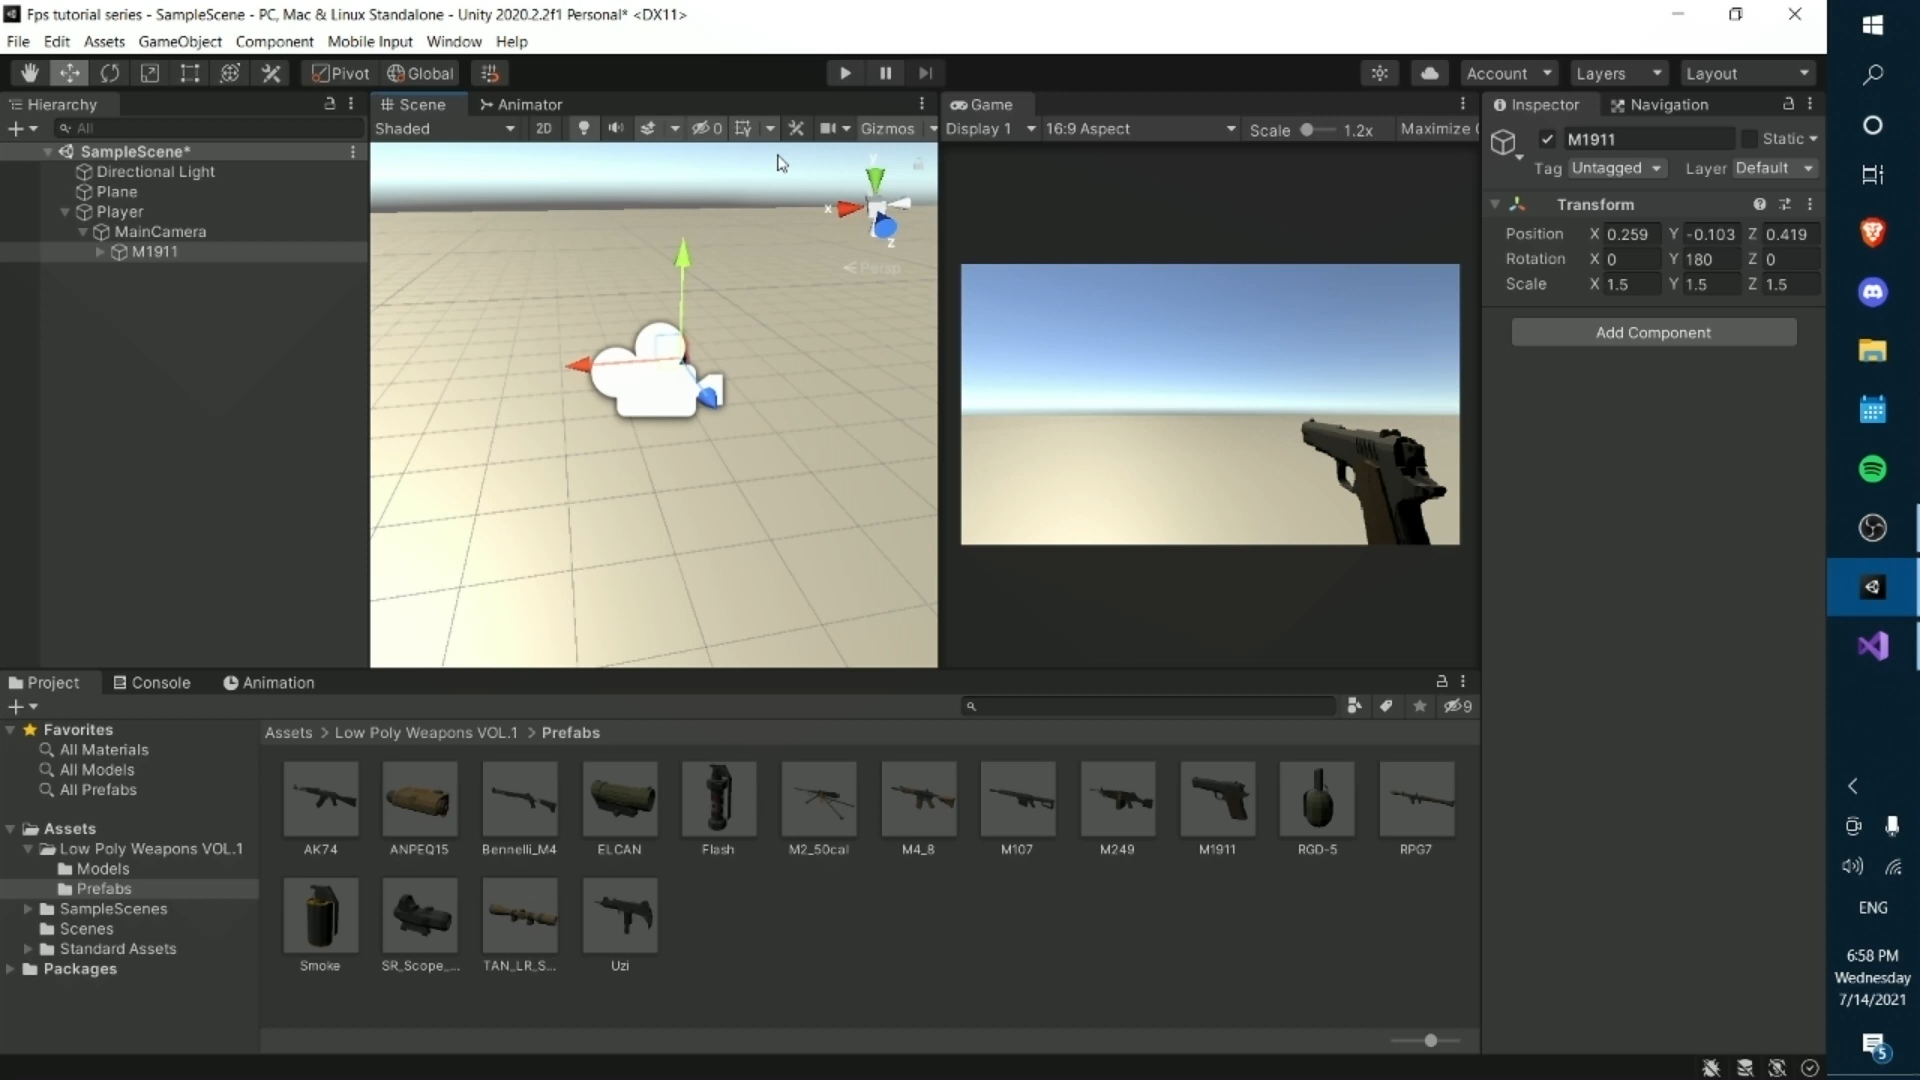 Fps tutorial series - SampleScene - PC, Mac & Linux Standalone - Unity 2020.2.2f1 Personal* <DX11>
File Edit Assets GameObject Component Mobile Input Window Help
Pivot Global Account Layers Layout
Hierarchy
All
SampleScene*
Directional Light
Plane
Player
MainCamera
M1911
Scene Animator
Shaded 2D 0 Gizmos
y
x
z
Persp
Game
Display 1 16:9 Aspect Scale 1.2x Maximize
Inspector Navigation
M1911 Static
Tag Untagged Layer Default
Transform
Position X 0.259 Y -0.103 Z 0.419
Rotation X 0 Y 180 Z 0
Scale X 1.5 Y 1.5 Z 1.5
Add Component
Project Console Animation
9
Favorites
All Materials
All Models
All Prefabs
Assets
Low Poly Weapons VOL.1
Models
Prefabs
SampleScenes
Scenes
Standard Assets
Packages
Assets > Low Poly Weapons VOL.1 > Prefabs
AK74 ANPEQ15 Bennelli_M4 ELCAN Flash M2_50cal M4_8 M107 M249 M1911 RGD-5 RPG7
Smoke SR_Scope_... TAN_LR_S... Uzi
ENG
6:58 PM
Wednesday
7/14/2021
5